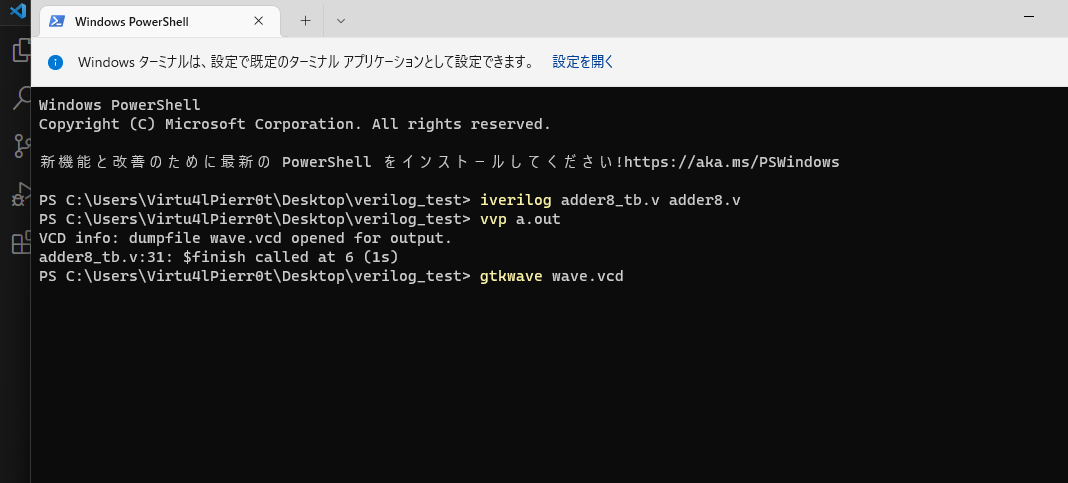 Windows PowerShell
Windows ターミナルは、設定で既定のターミナル アプリケーションとして設定できます。 設定を開く
Windows PowerShell
Copyright (C) Microsoft Corporation. All rights reserved.
新機能と改善のために最新の PowerShell をインストールしてください!https://aka.ms/PSWindows
PS C:\Users\Virtu4lPierr0t\Desktop\verilog_test> iverilog adder8_tb.v adder8.v
PS C:\Users\Virtu4lPierr0t\Desktop\verilog_test> vvp a.out
VCD info: dumpfile wave.vcd opened for output.
adder8_tb.v:31: $finish called at 6 (1s)
PS C:\Users\Virtu4lPierr0t\Desktop\verilog_test> gtkwave wave.vcd